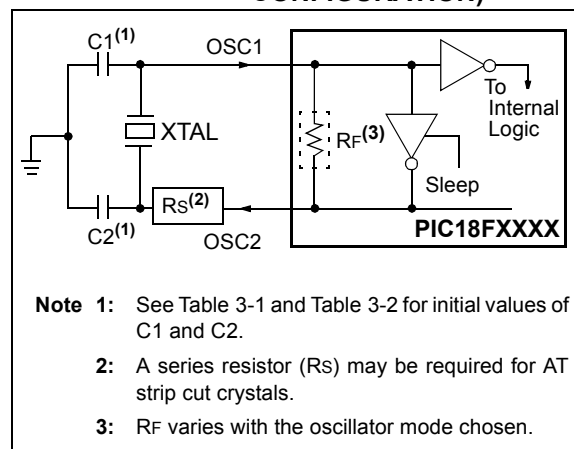 C1(1)
OSC1
To
Internal
Logic
XTAL
RF(3)
Sleep
RS(2)
C2(1)
OSC2
PIC18FXXXX
Note 1: See Table 3-1 and Table 3-2 for initial values of
C1 and C2.
2: A series resistor (RS) may be required for AT
strip cut crystals.
3: RF varies with the oscillator mode chosen.